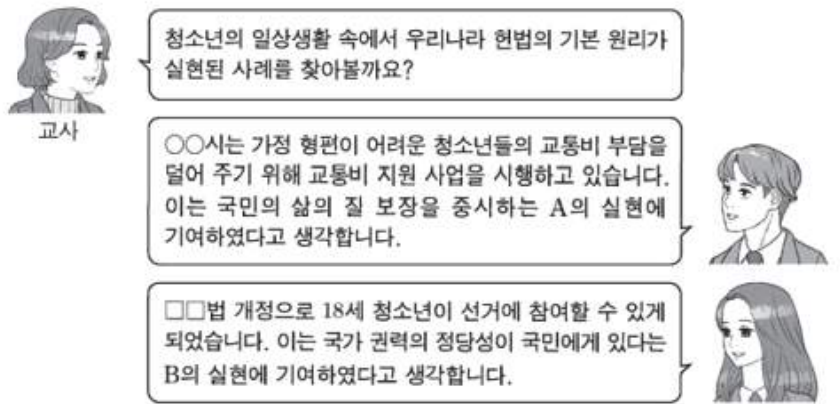 청소년의 일상생활 속에서 우리나라 헌법의 기본 원리가
실현된 사례를 찾아볼까요?
교사
○○시는 가정 형편이 어려운 청소년들의 교통비 부담을
덜어 주기 위해 교통비 지원 사업을 시행하고 있습니다.
이는 국민의 삶의 질 보장을 중시하는 A의 실현에
기여하였다고 생각합니다.
□□법 개정으로 18세 청소년이 선거에 참여할 수 있게
되었습니다. 이는 국가 권력의 정당성이 국민에게 있다는
B의 실현에 기여하였다고 생각합니다.